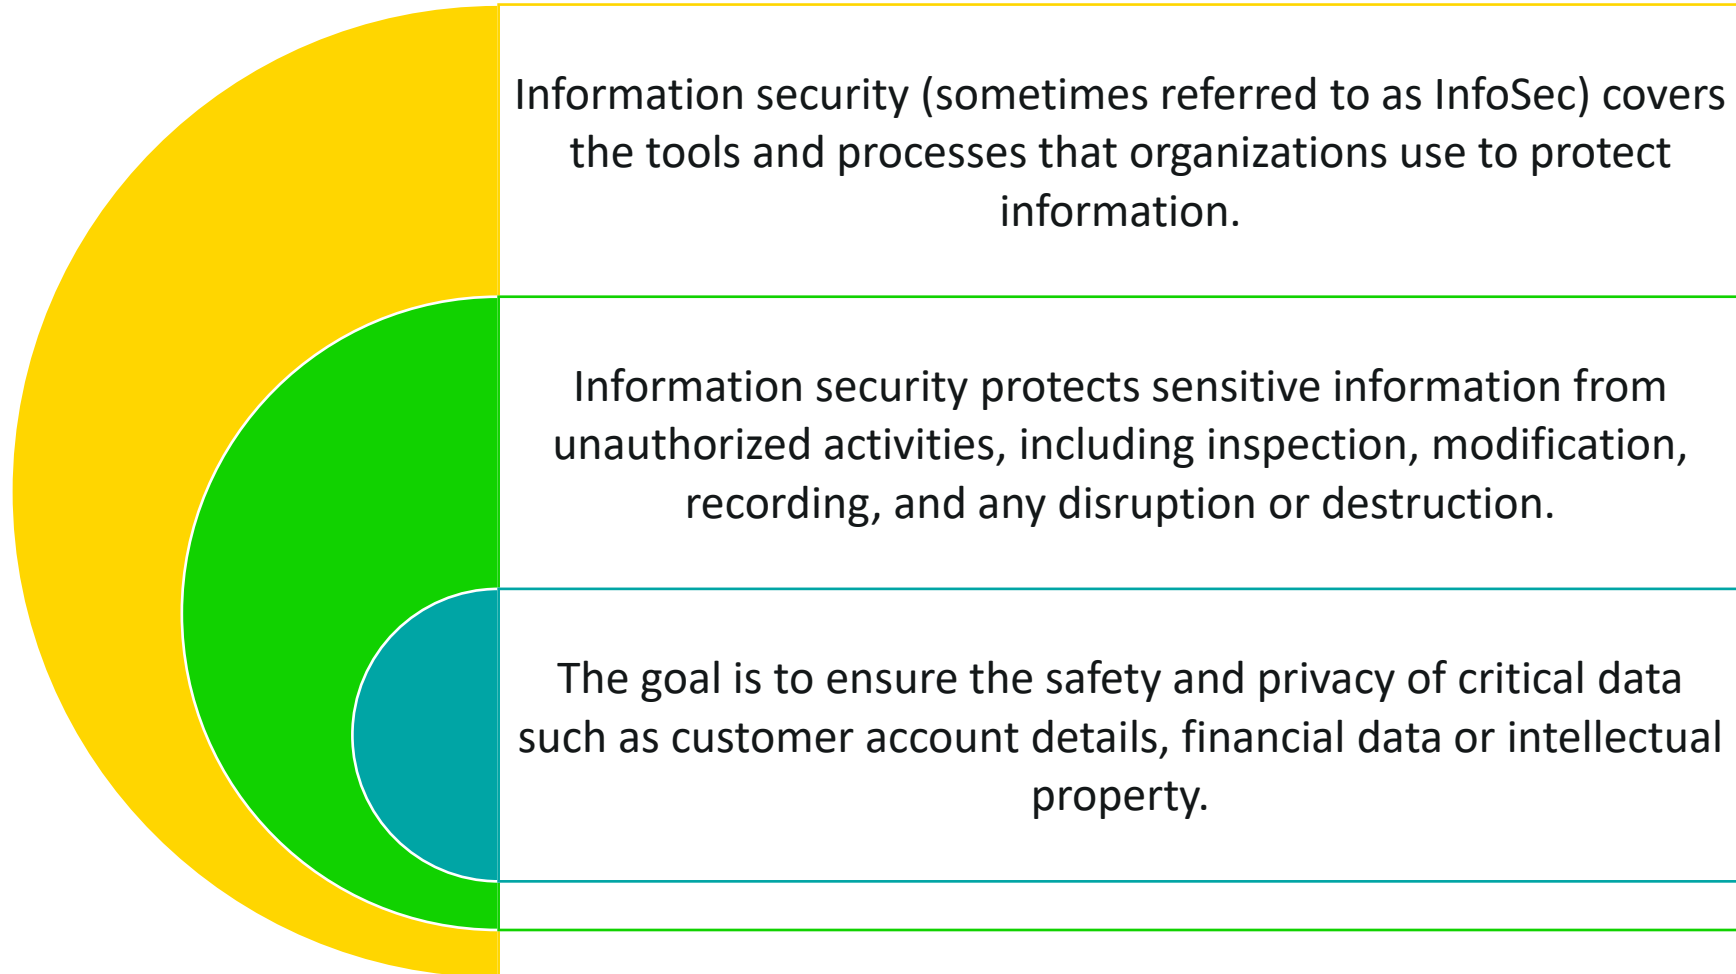 Information security (sometimes referred to as InfoSec) covers
the tools and processes that organizations use to protect
information.
Information security protects sensitive information from
unauthorized activities, including inspection, modification,
recording, and any disruption or destruction.
The goal is to ensure the safety and privacy of critical data
such as customer account details, financial data or intellectual
property.